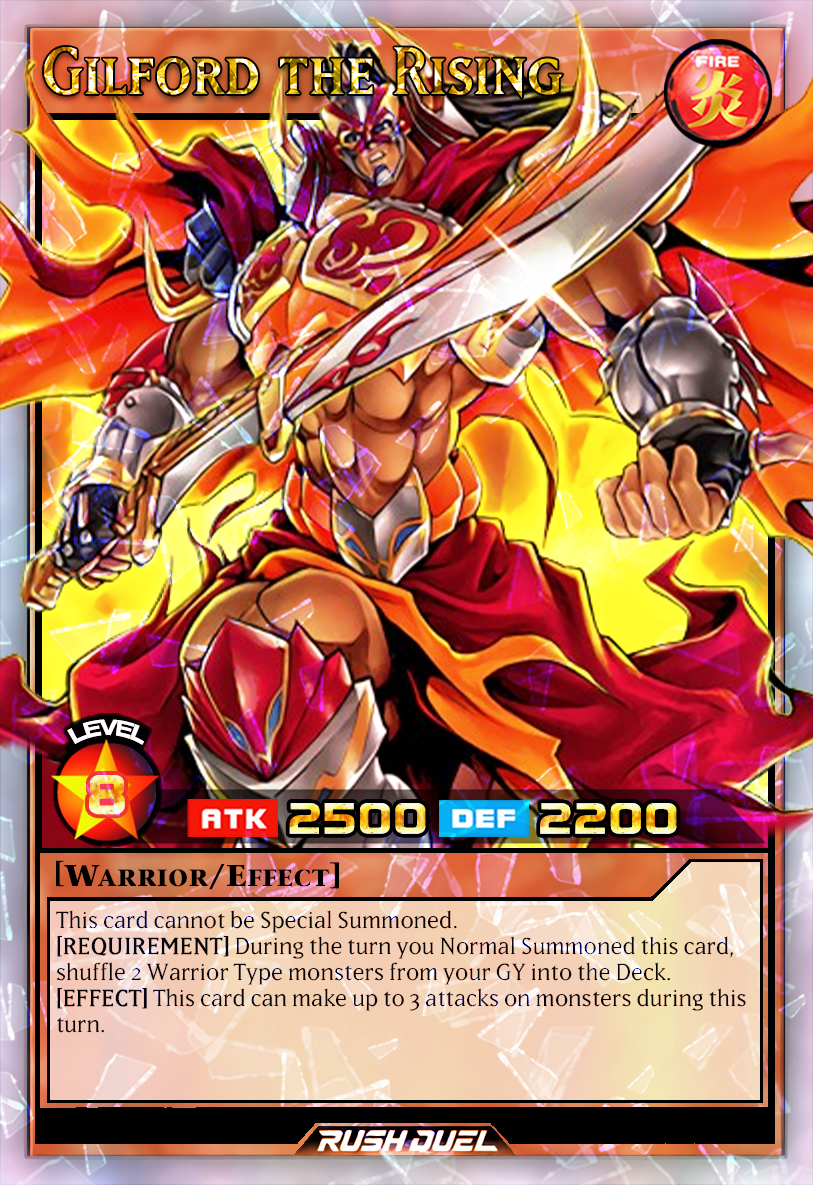 GILFORD THE RISING
FIRE
炎
LEVEL
8
ATK 2500 DEF 2200
[WARRIOR/EFFECT]
This card cannot be Special Summoned.
[REQUIREMENT] During the turn you Normal Summoned this card,
shuffle 2 Warrior Type monsters from your GY into the Deck.
[EFFECT] This card can make up to 3 attacks on monsters during this
turn.
RUSH DUEL